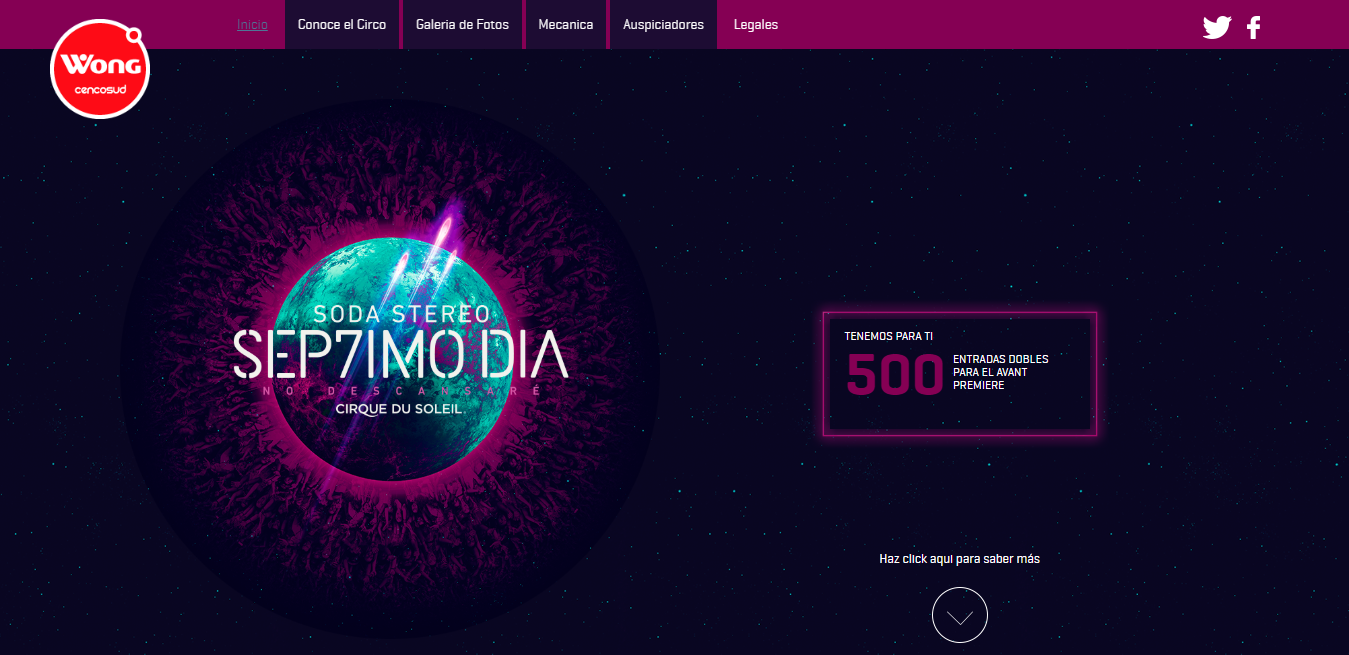 Inicio
Conoce el Circo
Galeria de Fotos
Mecanica
Auspiciadores
Legales
WONG
cencosud
SODA STEREO
SEP7IMO DIA
NO DESCANSARÉ
CIRQUE DU SOLEIL.
TENEMOS PARA TI
500
ENTRADAS DOBLES
PARA EL AVANT
PREMIERE
Haz click aqui para saber más